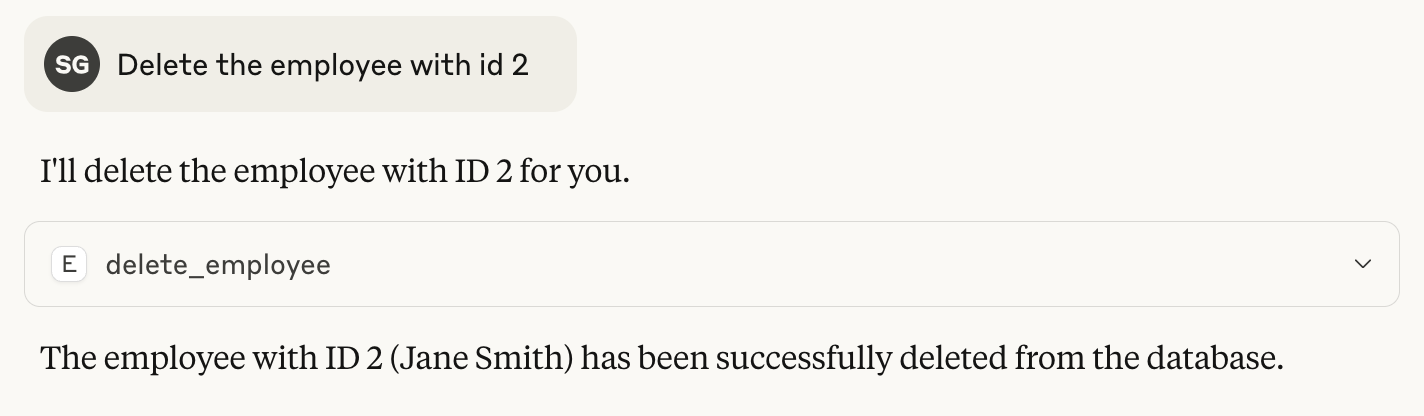 SG Delete the employee with id 2
I'll delete the employee with ID 2 for you.
E delete_employee
The employee with ID 2 (Jane Smith) has been successfully deleted from the database.